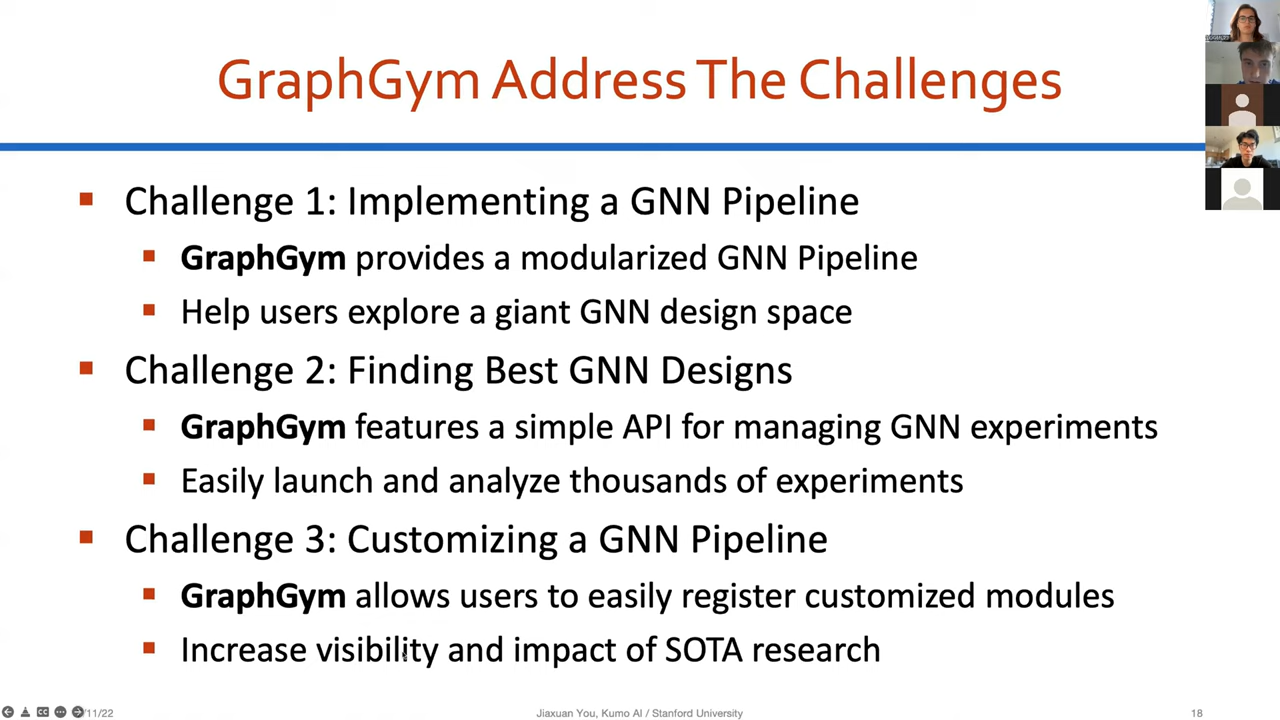 GraphGym Address The Challenges
Challenge 1: Implementing a GNN Pipeline
GraphGym provides a modularized GNN Pipeline
Help users explore a giant GNN design space
Challenge 2: Finding Best GNN Designs
GraphGym features a simple API for managing GNN experiments
Easily launch and analyze thousands of experiments
Challenge 3: Customizing a GNN Pipeline
GraphGym allows users to easily register customized modules
Increase visibility and impact of SOTA research
/11/22
Jiaxuan You, Kumo AI / Stanford University
18